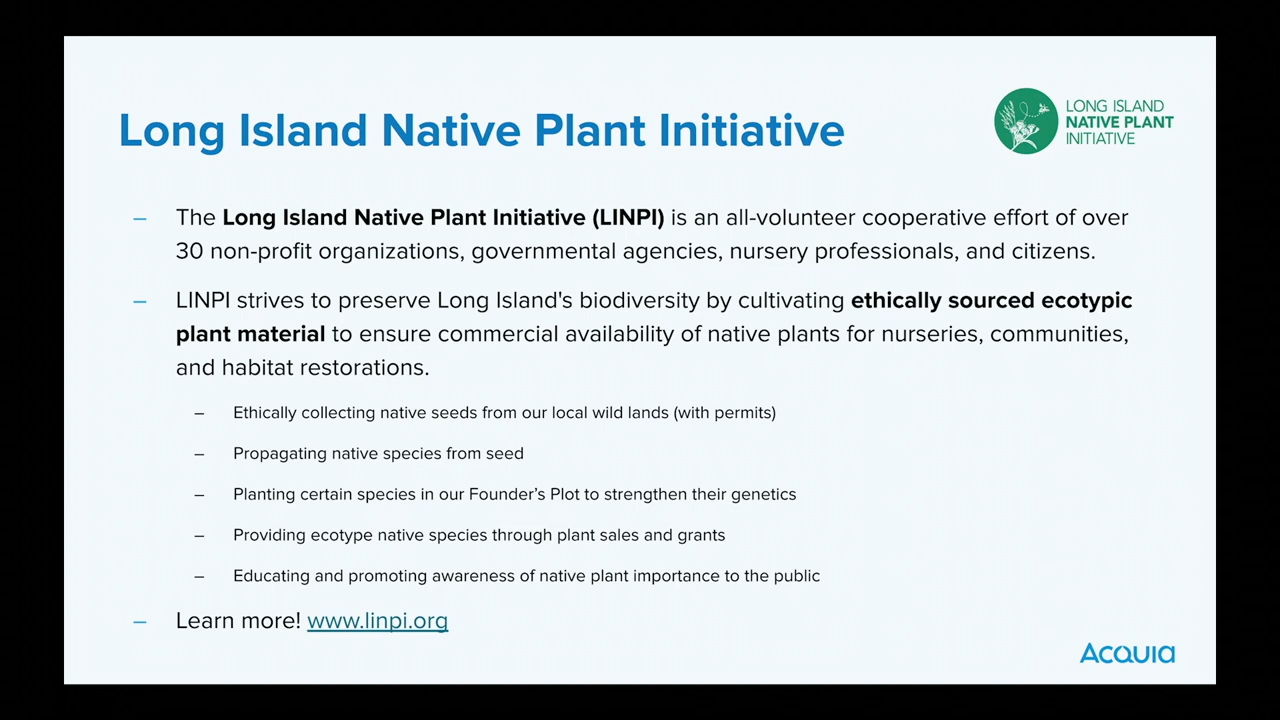 Long Island Native Plant Initiative
LONG ISLAND
NATIVE PLANT
INITIATIVE
– The Long Island Native Plant Initiative (LINPI) is an all-volunteer cooperative effort of over
30 non-profit organizations, governmental agencies, nursery professionals, and citizens.
– LINPI strives to preserve Long Island's biodiversity by cultivating ethically sourced ecotypic
plant material to ensure commercial availability of native plants for nurseries, communities,
and habitat restorations.
– Ethically collecting native seeds from our local wild lands (with permits)
– Propagating native species from seed
– Planting certain species in our Founder’s Plot to strengthen their genetics
– Providing ecotype native species through plant sales and grants
– Educating and promoting awareness of native plant importance to the public
– Learn more! www.linpi.org
Acquia